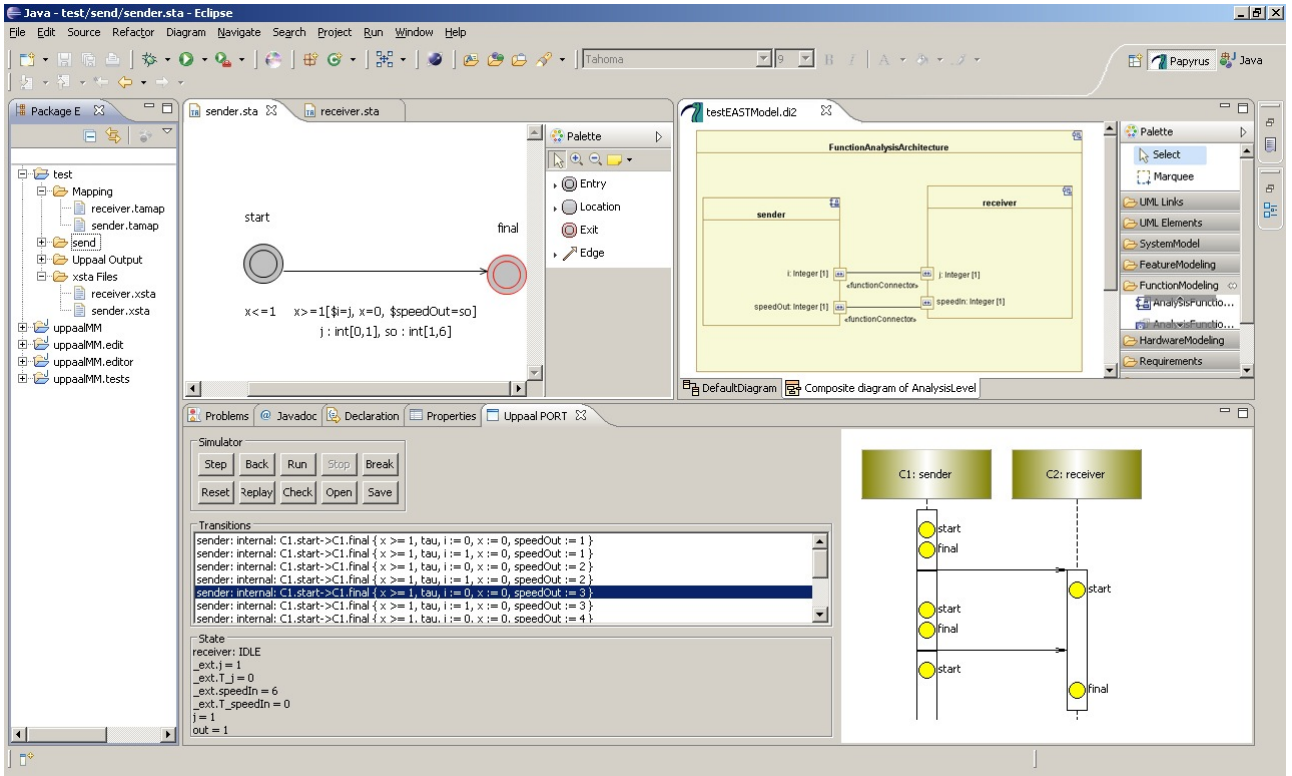 Java - test/send/sender.sta - Eclipse
File Edit Source Refactor Diagram Navigate Search Project Run Window Help
Tahoma 9 B I A
Papyrus Java
Package E
test
Mapping
receiver.tamap
sender.tamap
send
Uppaal Output
xsta Files
receiver.xsta
sender.xsta
uppaalMM
uppaalMM.edit
uppaalMM.editor
uppaalMM.tests
sender.sta receiver.sta
start
final
x<=1 x>=1[$i=j, x=0, $speedOut=so]
j : int[0,1], so : int[1,6]
Palette
Entry
Location
Exit
Edge
testEASTModel.di2
FunctionAnalysisArchitecture
sender
receiver
i: Integer [1]
j: Integer [1]
«functionConnector»
speedOut: Integer [1]
speedIn: Integer [1]
«functionConnector»
DefaultDiagram Composite diagram of AnalysisLevel
Palette
Select
Marquee
UML Links
UML Elements
SystemModel
FeatureModeling
FunctionModeling
AnalysisFunctio...
AnalysisFunctio...
HardwareModeling
Requirements
Problems @ Javadoc Declaration Properties Uppaal PORT
Simulator
Step Back Run Stop Break
Reset Replay Check Open Save
Transitions
sender: internal: C1.start->C1.final { x >= 1, tau, i := 0, x := 0, speedOut := 1 }
sender: internal: C1.start->C1.final { x >= 1, tau, i := 1, x := 0, speedOut := 1 }
sender: internal: C1.start->C1.final { x >= 1, tau, i := 0, x := 0, speedOut := 2 }
sender: internal: C1.start->C1.final { x >= 1, tau, i := 1, x := 0, speedOut := 2 }
sender: internal: C1.start->C1.final { x >= 1, tau, i := 0, x := 0, speedOut := 3 }
sender: internal: C1.start->C1.final { x >= 1, tau, i := 1, x := 0, speedOut := 3 }
sender: internal: C1.start->C1.final { x >= 1, tau, i := 0, x := 0, speedOut := 4 }
State
receiver: IDLE
_ext.j = 1
_ext.T_j = 0
_ext.speedIn = 6
_ext.T_speedIn = 0
j = 1
out = 1
C1: sender
C2: receiver
start
final
start
start
final
start
final